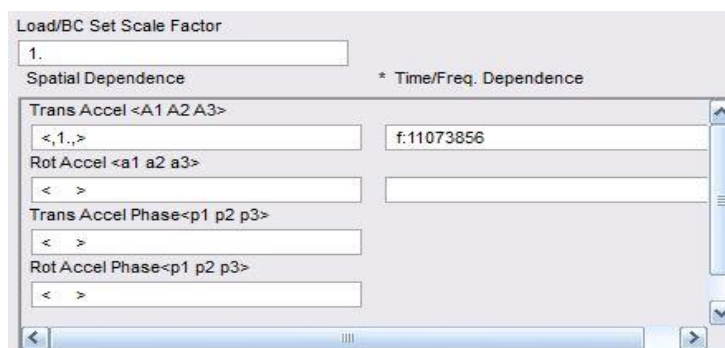 Load/BC Set Scale Factor
1.
Spatial Dependence * Time/Freq. Dependence
Trans Accel <A1 A2 A3>
<,1.,> f:11073856
Rot Accel <a1 a2 a3>
< >
Trans Accel Phase<p1 p2 p3>
< >
Rot Accel Phase<p1 p2 p3>
< >